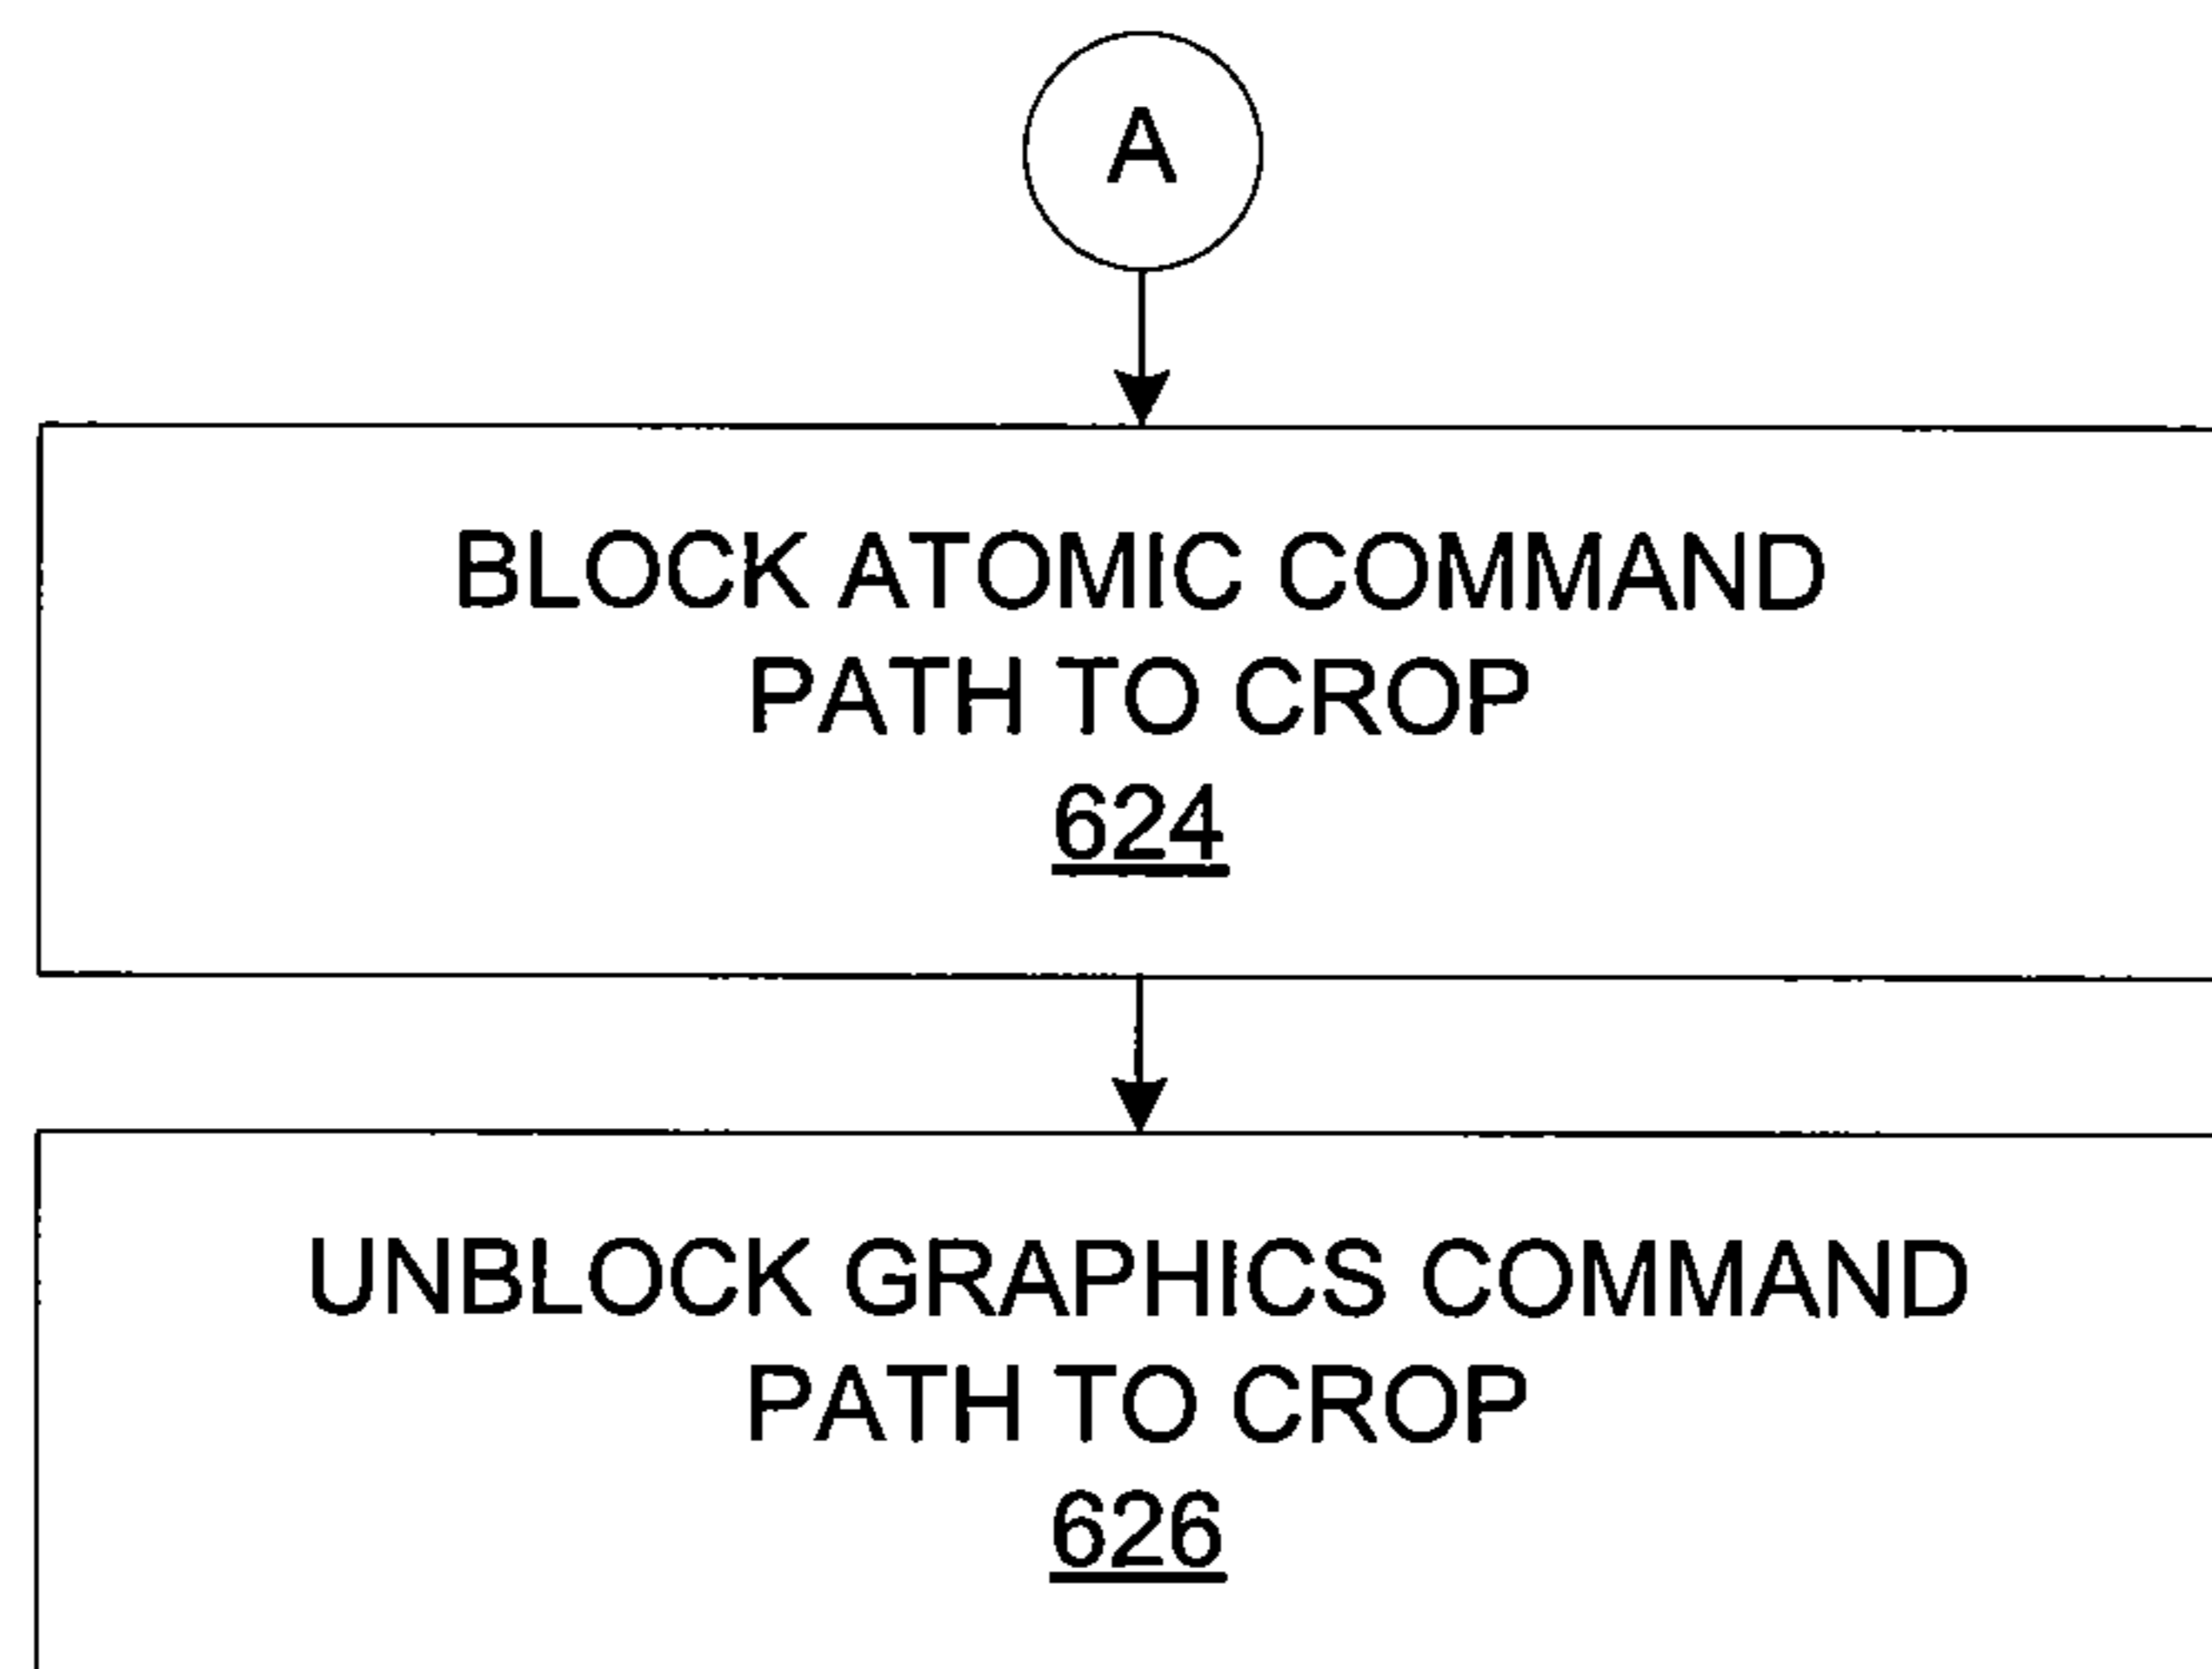 A
BLOCK ATOMIC COMMAND
PATH TO CROP
624
UNBLOCK GRAPHICS COMMAND
PATH TO CROP
626